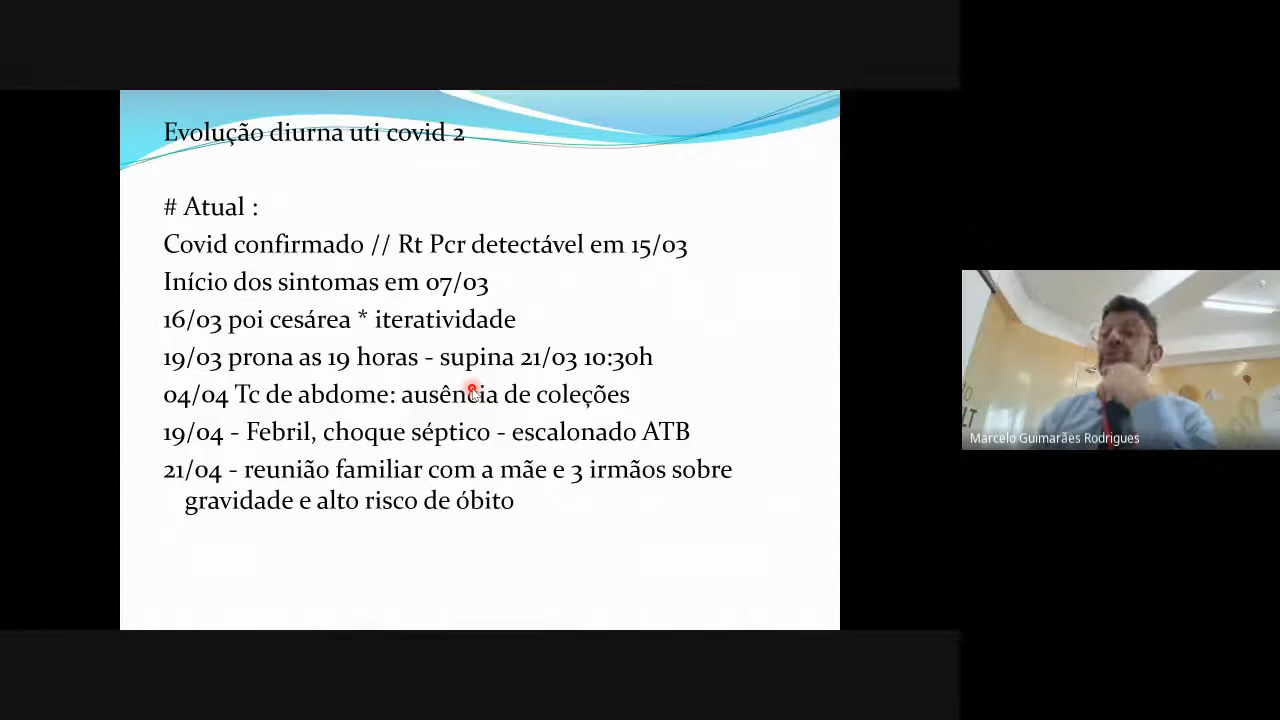 Evolução diurna uti covid 2
# Atual :
Covid confirmado // Rt Pcr detectável em 15/03
Início dos sintomas em 07/03
16/03 poi cesárea * iteratividade
19/03 prona as 19 horas - supina 21/03 10:30h
04/04 Tc de abdome: ausência de coleções
19/04 - Febril, choque séptico - escalonado ATB
21/04 - reunião familiar com a mãe e 3 irmãos sobre
gravidade e alto risco de óbito
LT
Marcelo Guimarães Rodrigues